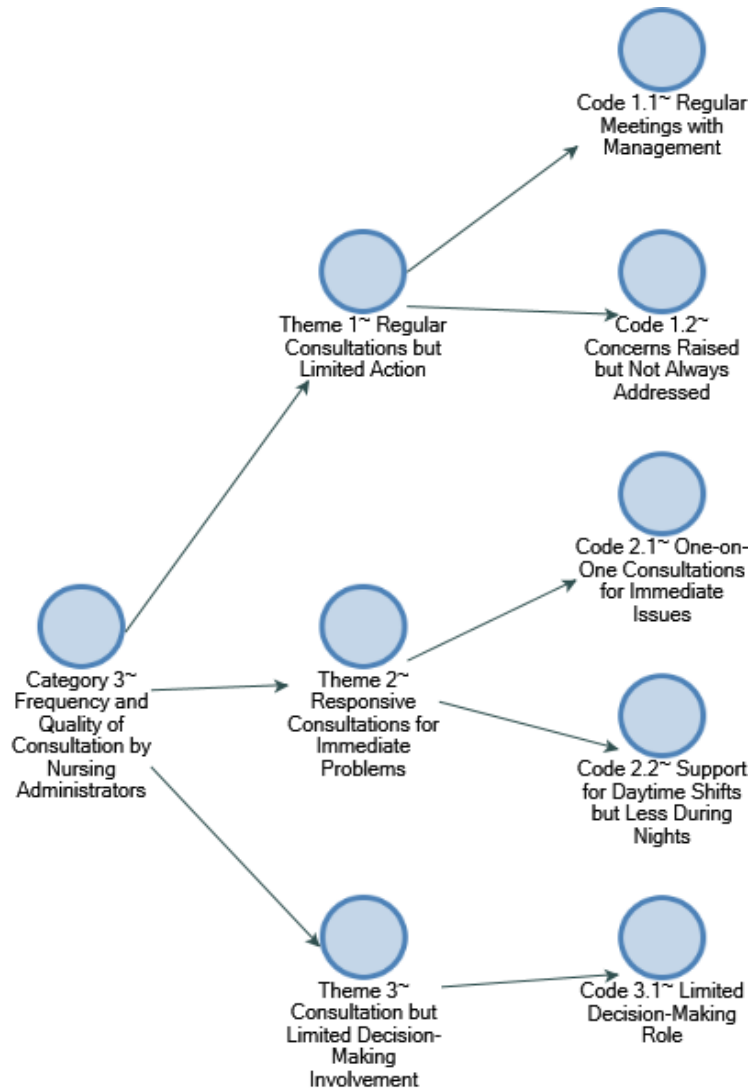 Code 1.1~ Regular
Meetings with
Management
Theme 1~ Regular
Consultations but
Limited Action
Code 1.2~
Concerns Raised
but Not Always
Addressed
Code 2.1~ One-on-
One Consultations
for Immediate
Issues
Category 3~
Frequency and
Quality of
Consultation by
Nursing
Administrators
Theme 2~
Responsive
Consultations for
Immediate
Problems
Code 2.2~ Support
for Daytime Shifts
but Less During
Nights
Theme 3~
Consultation but
Limited Decision-
Making
Involvement
Code 3.1~ Limited
Decision-Making
Role